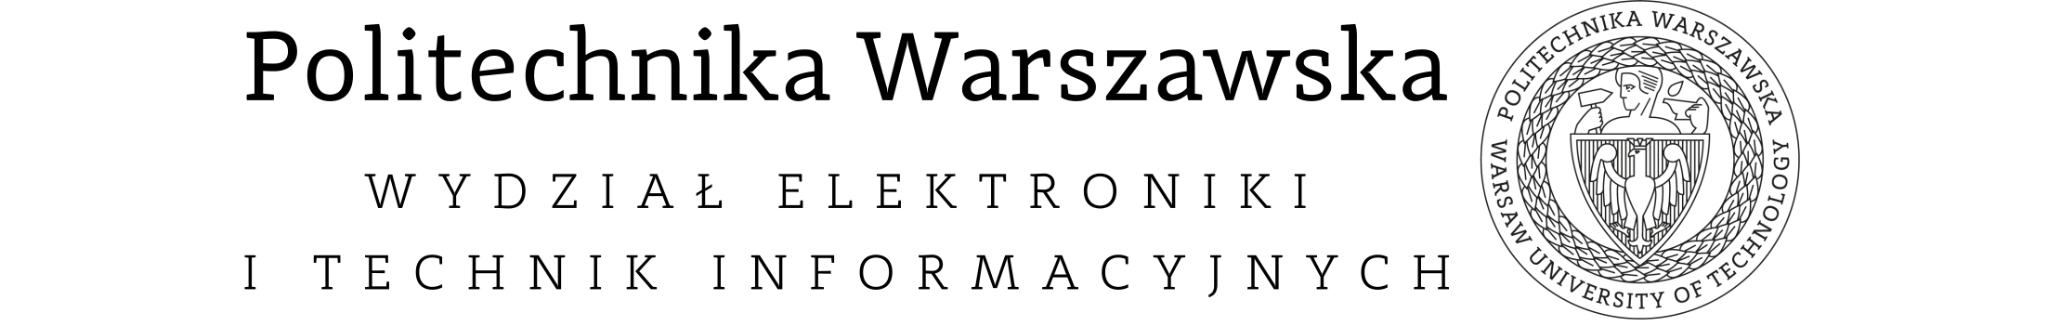 Politechnika Warszawska
WYDZIAŁ ELEKTRONIKI
I TECHNIK INFORMACYJNYCH
POLITECHNIKA WARSZAWSKA
WARSAW UNIVERSITY OF TECHNOLOGY